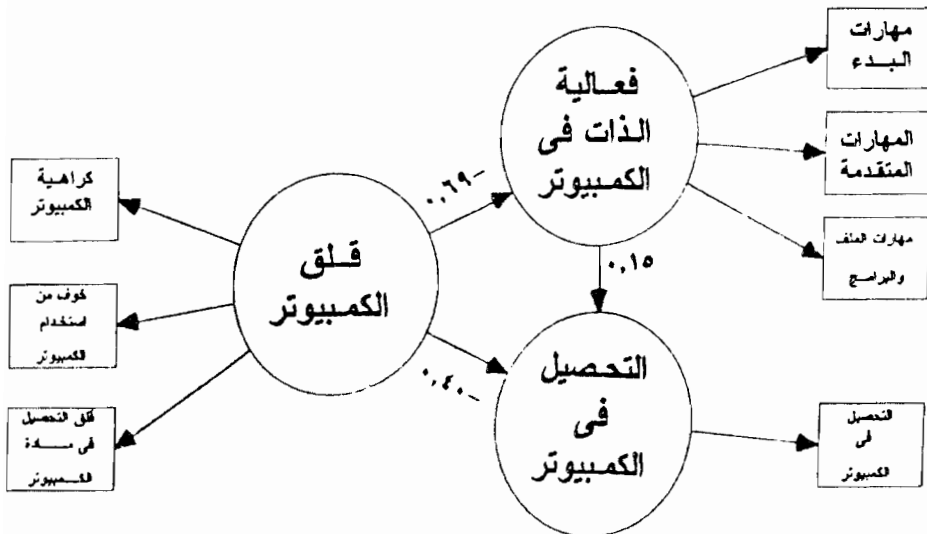 مهارات
البدء
المهارات
المتقدمة
مهارات الملف
والبرامج
فعالية
الذات فى
الكمبيوتر
كراهية
الكمبيوتر
خوف من
استخدام
الكمبيوتر
قلق التحصيل
فى مادة
الكمبيوتر
قلق
الكمبيوتر
٠,٦٩-
٠,١٥
٠,٤٠-
التحصيل
فى
الكمبيوتر
التحصيل
فى
الكمبيوتر